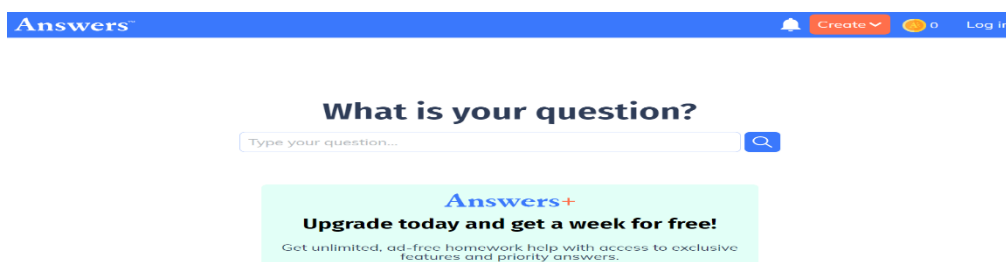 Answers™
Create 0 Log in
What is your question?
Type your question...
Answers+
Upgrade today and get a week for free!
Get unlimited, ad-free homework help with access to exclusive
features and priority answers.